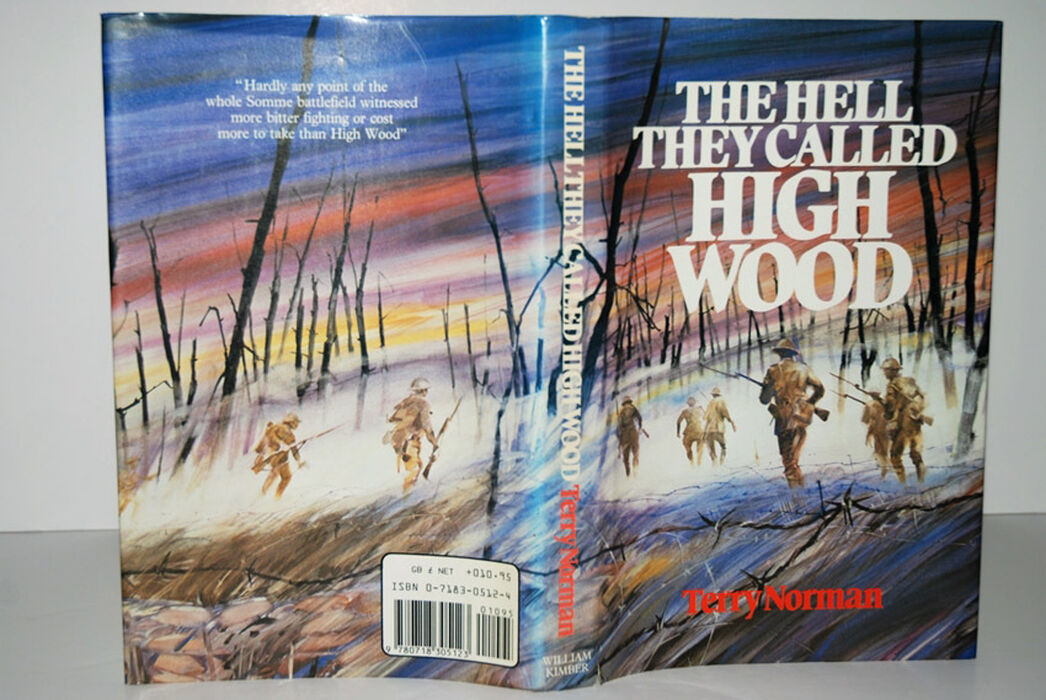 “Hardly any point of the
whole Somme battlefield witnessed
more bitter fighting or cost
more to take than High Wood”
GB £ NET +010.95
ISBN 0-7183-0512-4
01095
9 780718 305123
THE HELL THEY CALLED HIGH WOOD Terry Norman
WILLIAM
KIMBER
THE HELL
THEY CALLED
HIGH
WOOD
Terry Norman